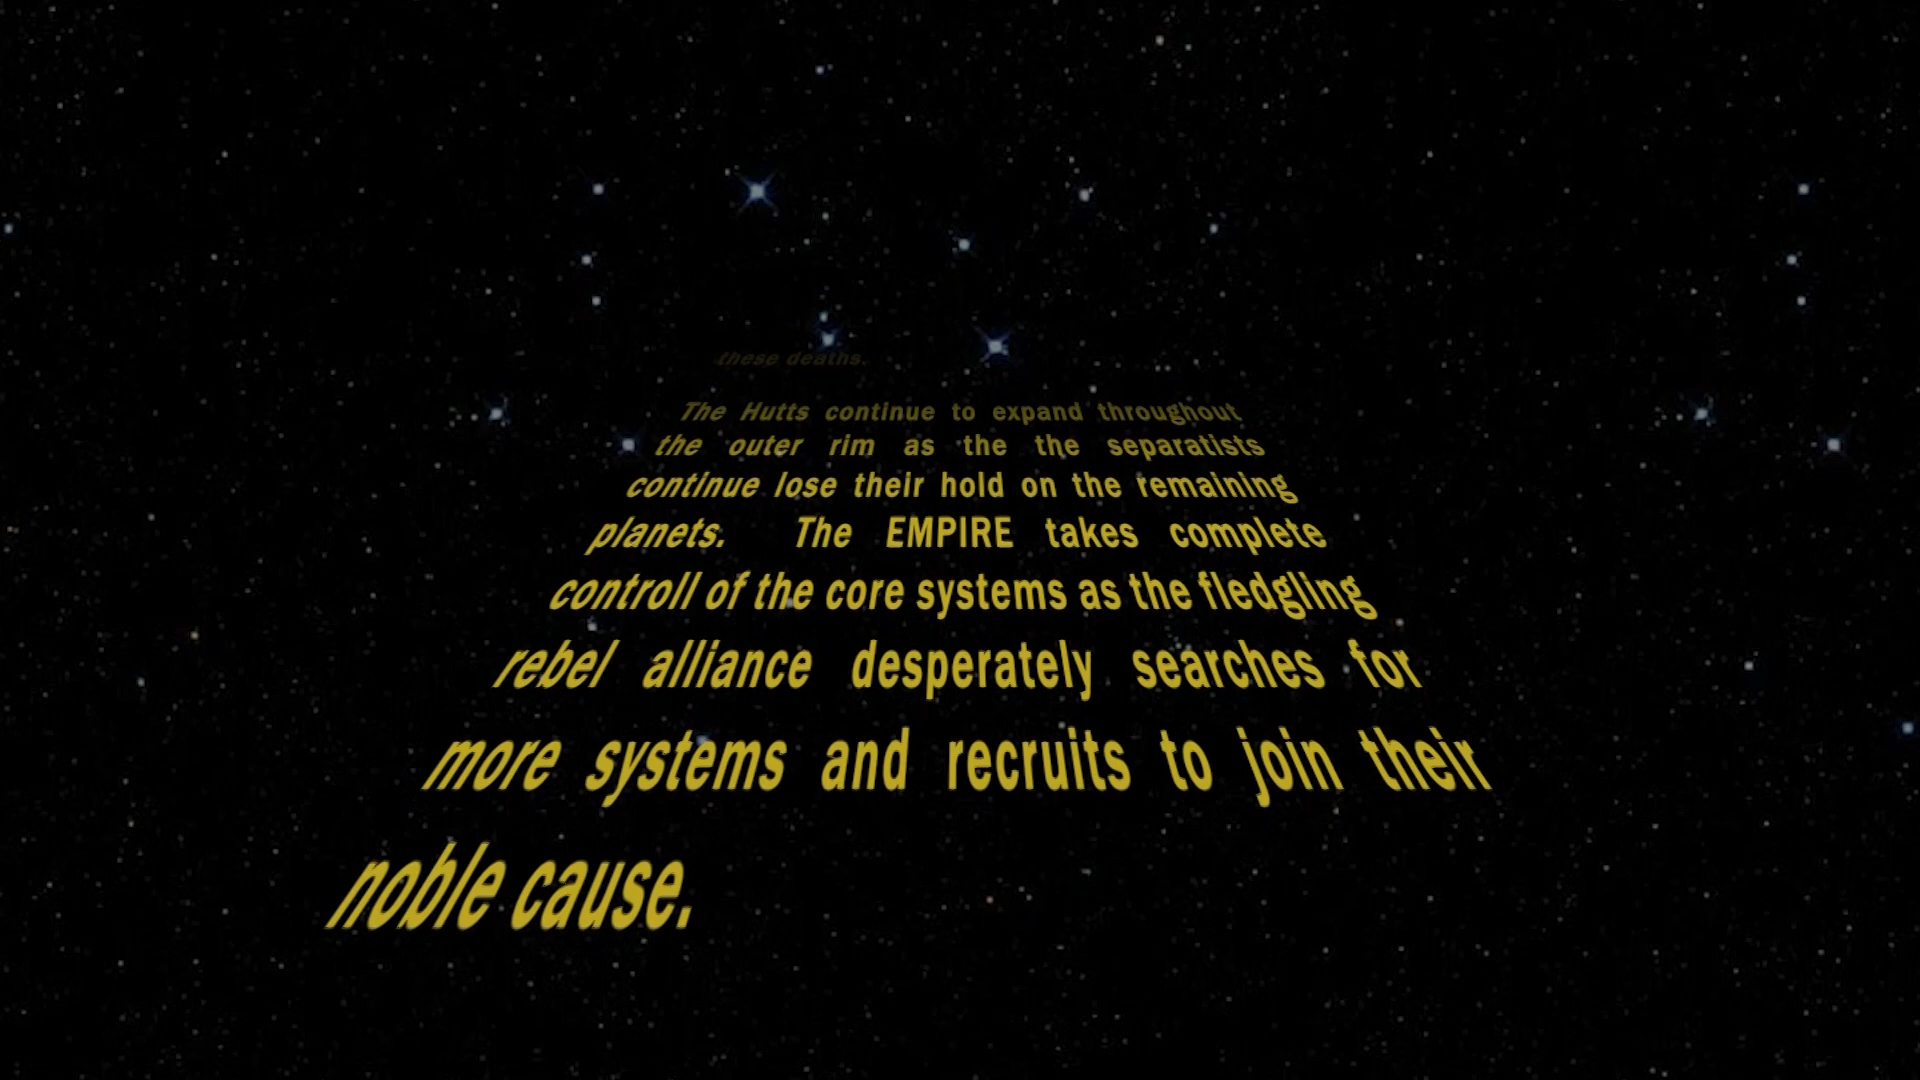 these deaths.
The Hutts continue to expand throughout
the outer rim as the the separatists
continue lose their hold on the remaining
planets. The EMPIRE takes complete
controll of the core systems as the fledgling
rebel alliance desperately searches for
more systems and recruits to join their
noble cause.